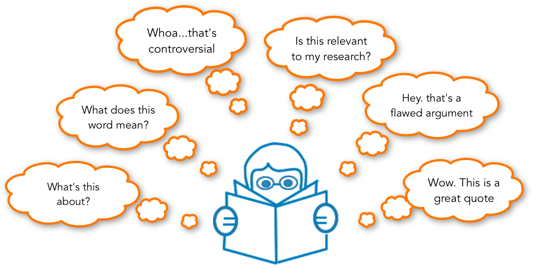 Whoa...that's
controversial
Is this relevant
to my research?
What does this
word mean?
Hey. that's a
flawed argument
What's this
about?
Wow. This is a
great quote